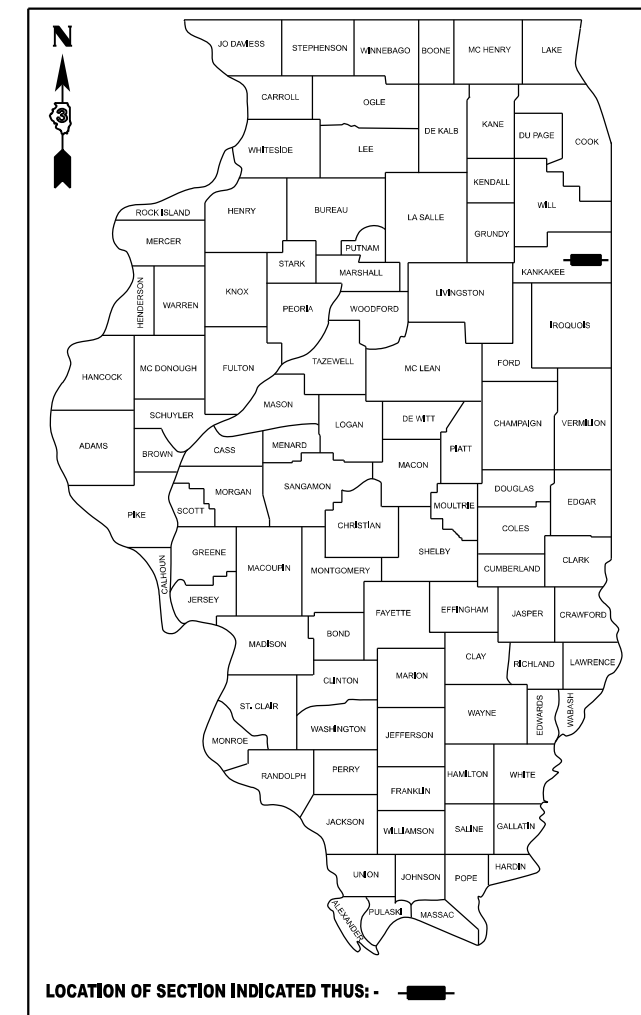 N
3
JO DAVIESS STEPHENSON WINNEBAGO BOONE MC HENRY LAKE
CARROLL OGLE DE KALB KANE DU PAGE COOK
WHITESIDE LEE
KENDALL WILL
ROCK ISLAND HENRY BUREAU LA SALLE GRUNDY
MERCER PUTNAM
STARK MARSHALL KANKAKEE
HENDERSON WARREN KNOX PEORIA WOODFORD LIVINGSTON IROQUOIS
HANCOCK MC DONOUGH FULTON TAZEWELL MC LEAN FORD
MASON
SCHUYLER LOGAN DE WITT CHAMPAIGN VERMILION
ADAMS BROWN CASS MENARD MACON PIATT
MORGAN SANGAMON MOULTRIE DOUGLAS EDGAR
PIKE SCOTT CHRISTIAN COLES
GREENE MACOUPIN MONTGOMERY SHELBY CUMBERLAND CLARK
CALHOUN JERSEY FAYETTE EFFINGHAM JASPER CRAWFORD
MADISON BOND CLAY RICHLAND LAWRENCE
CLINTON MARION
ST. CLAIR WAYNE EDWARDS WABASH
MONROE WASHINGTON JEFFERSON
RANDOLPH PERRY HAMILTON WHITE
FRANKLIN
JACKSON WILLIAMSON SALINE GALLATIN
UNION JOHNSON POPE HARDIN
ALEXANDER PULASKI MASSAC
LOCATION OF SECTION INDICATED THUS: -